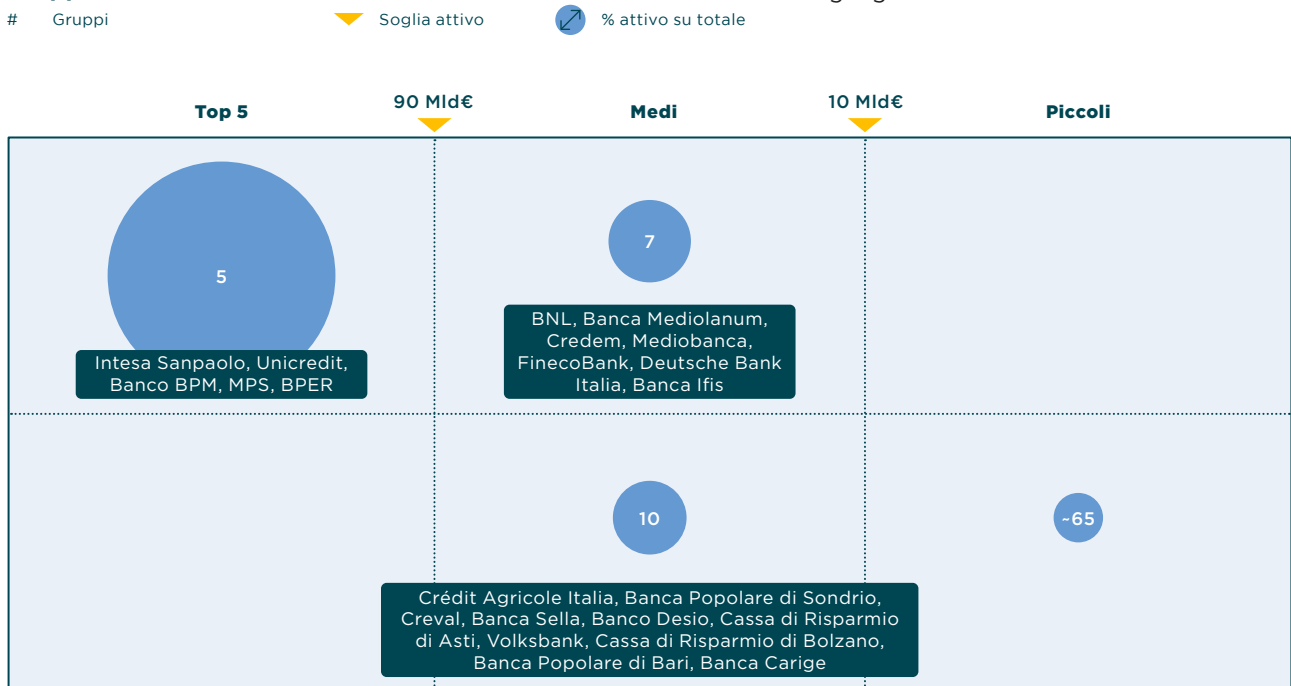 # Gruppi
Soglia attivo
% attivo su totale
Top 5
90 Mld€
Medi
10 Mld€
Piccoli
5
7
Intesa Sanpaolo, Unicredit,
Banco BPM, MPS, BPER
BNL, Banca Mediolanum,
Credem, Mediobanca,
FinecoBank, Deutsche Bank
Italia, Banca Ifis
10
~65
Crédit Agricole Italia, Banca Popolare di Sondrio,
Creval, Banca Sella, Banco Desio, Cassa di Risparmio
di Asti, Volksbank, Cassa di Risparmio di Bolzano,
Banca Popolare di Bari, Banca Carige